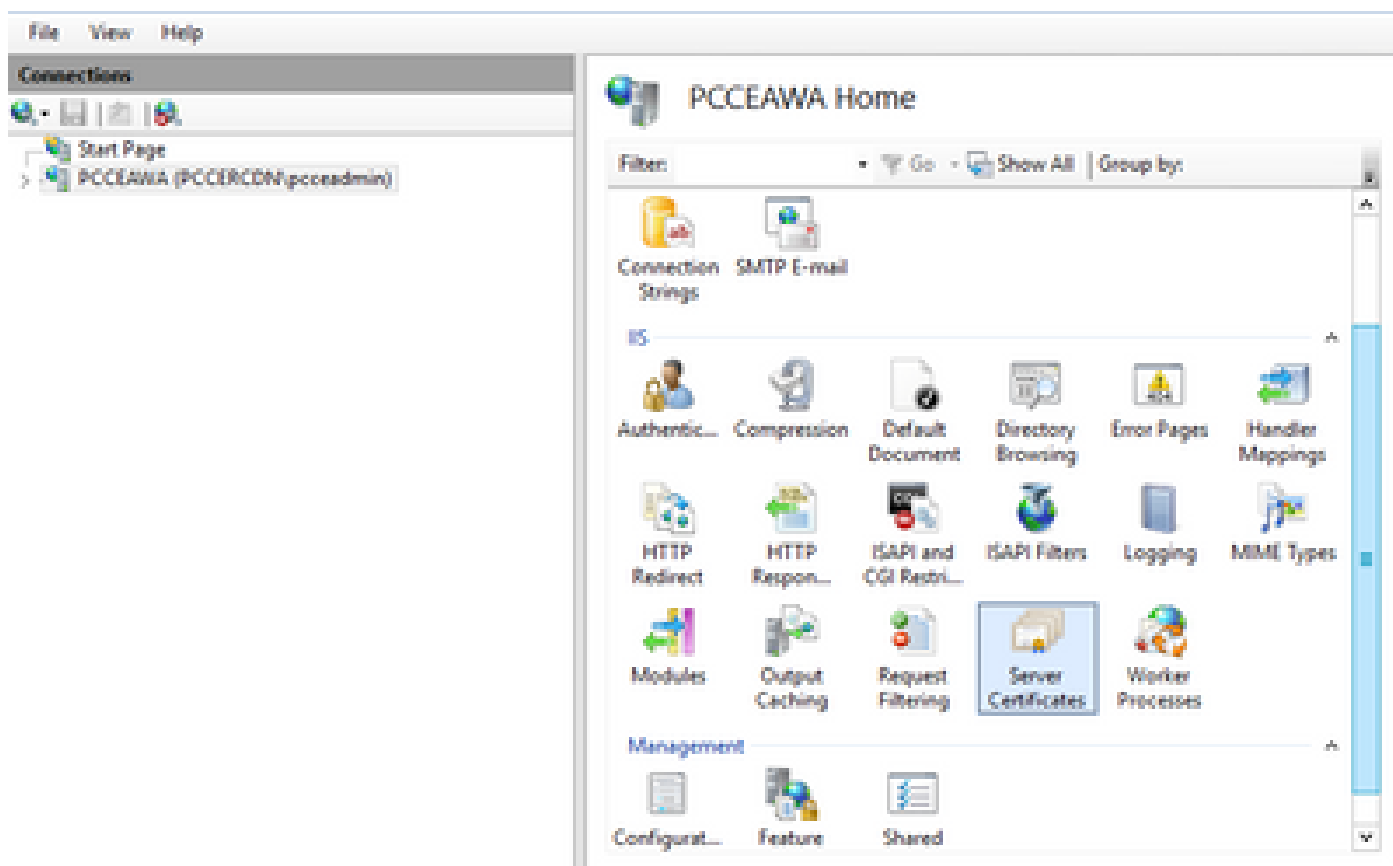 File View Help
Connections
Start Page
PCCEAWA (PCCERCDN\pcceadmin)
PCCEAWA Home
Filter: Go Show All Group by:
Connection Strings
SMTP E-mail
IIS
Authentic...
Compression
Default Document
Directory Browsing
Error Pages
Handler Mappings
HTTP Redirect
HTTP Respon...
ISAPI and CGI Restri...
ISAPI Filters
Logging
MIME Types
Modules
Output Caching
Request Filtering
Server Certificates
Worker Processes
Management
Configurat...
Feature
Shared